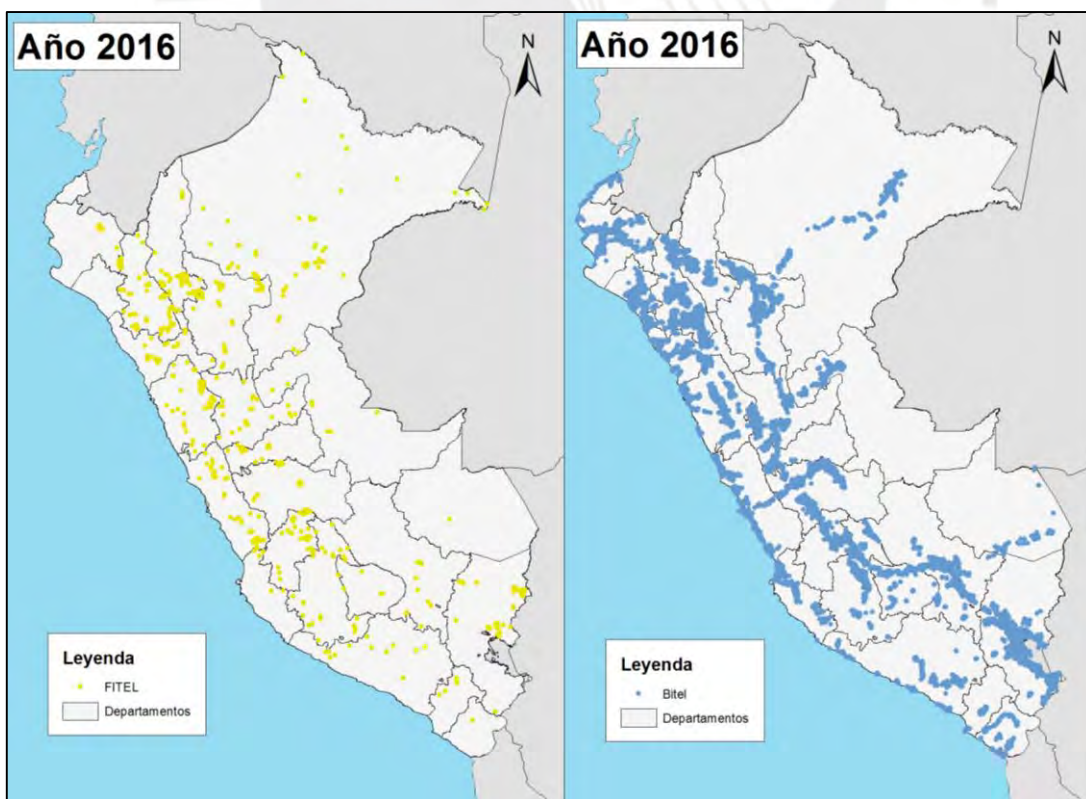 Año 2016
N
Leyenda
FITEL
Departamentos
Año 2016
N
Leyenda
Bitel
Departamentos